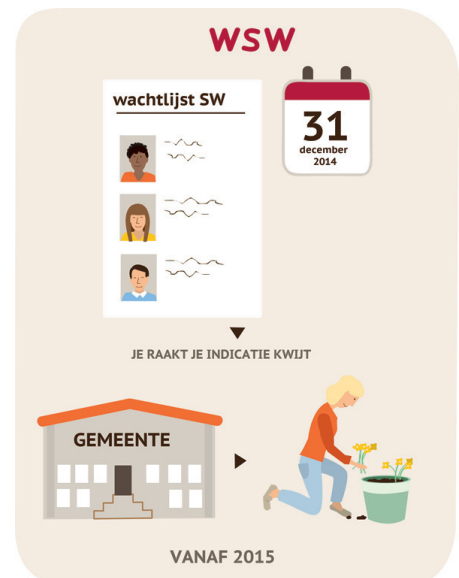 WSW
wachtlijst SW
31
december
2014
JE RAAKT JE INDICATIE KWIJT
GEMEENTE
VANAF 2015